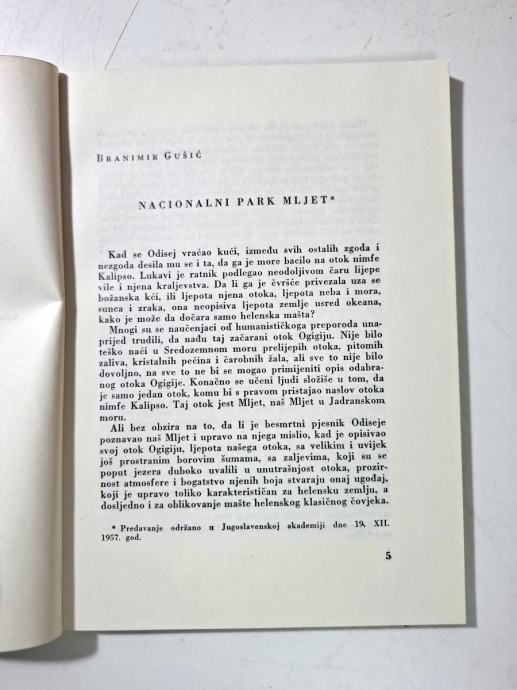 BRANIMIR GUŠIĆ
NACIONALNI PARK MLJET*
Kad se Odisej vraćao kući, između svih ostalih zgoda i
nezgoda desila mu se i ta, da ga je more bacilo na otok nimfe
Kalipso. Lukavi je ratnik podlegao neodoljivom čaru lijepe
vile i njena kraljevstva. Da li ga je čvršće privezala uza se
božanska kći, ili ljepota njena otoka, ljepota neba i mora,
sunca i zraka, ona neopisiva ljepota zemlje usred okeana,
kako je može da dočara samo helenska mašta?
Mnogi su se naučenjaci od humanističkoga preporoda una-
prijed trudili, da nađu taj začarani otok Ogigiju. Nije bilo
teško naći u Sredozemnom moru prelijepih otoka, pitomih
zaliva, kristalnih pećina i čarobnih žala, ali sve to nije bilo
dovoljno, na sve to ne bi se mogao primijeniti opis odabra-
nog otoka Ogigije. Konačno se učeni ljudi složiše u tom, da
je samo jedan otok, komu bi s pravom pristajao naslov otoka
nimfe Kalipso. Taj otok jest Mljet, naš Mljet u Jadranskom
moru.
Ali bez obzira na to, da li je besmrtni pjesnik Odiseje
poznavao naš Mljet i upravo na njega mislio, kad je opisivao
svoj otok Ogigiju, ljepota našega otoka, sa velikim i uvijek
još prostranim borovim šumama, sa zaljevima, koji su se
poput jezera duboko uvalili u unutrašnjost otoka, prozir-
nost atmosfere i bogatstvo njenih boja stvaraju onaj ugođaj,
koji je upravo toliko karakterističan za helensku zemlju, a
dosljedno i za oblikovanje mašte helenskog klasičnog čovjeka.
* Predavanje održano u Jugoslavenskoj akademiji dne 19. XII.
1957. god.
5